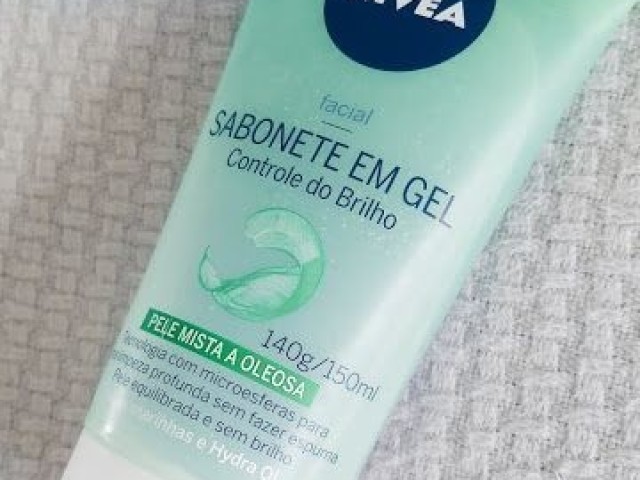 NIVEA
facial
SABONETE EM GEL
Controle do Brilho
140g/150ml
PELE MISTA A OLEOSA
Tecnologia com microesferas para
limpeza profunda sem fazer espuma.
Pele equilibrada e sem brilho.
e Hydra